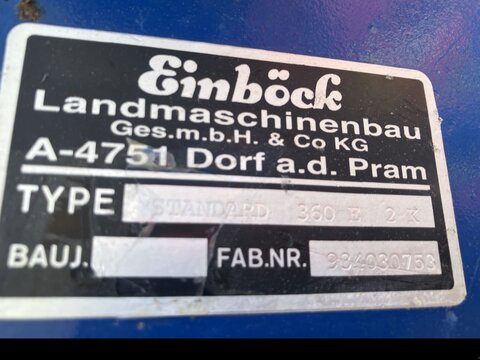 Einböck
Landmaschinenbau
Ges.m.b.H. & Co KG
A-4751 Dorf a.d. Pram
TYPE STANDARD 360 E 2 K
BAUJ. FAB.NR. 934030753